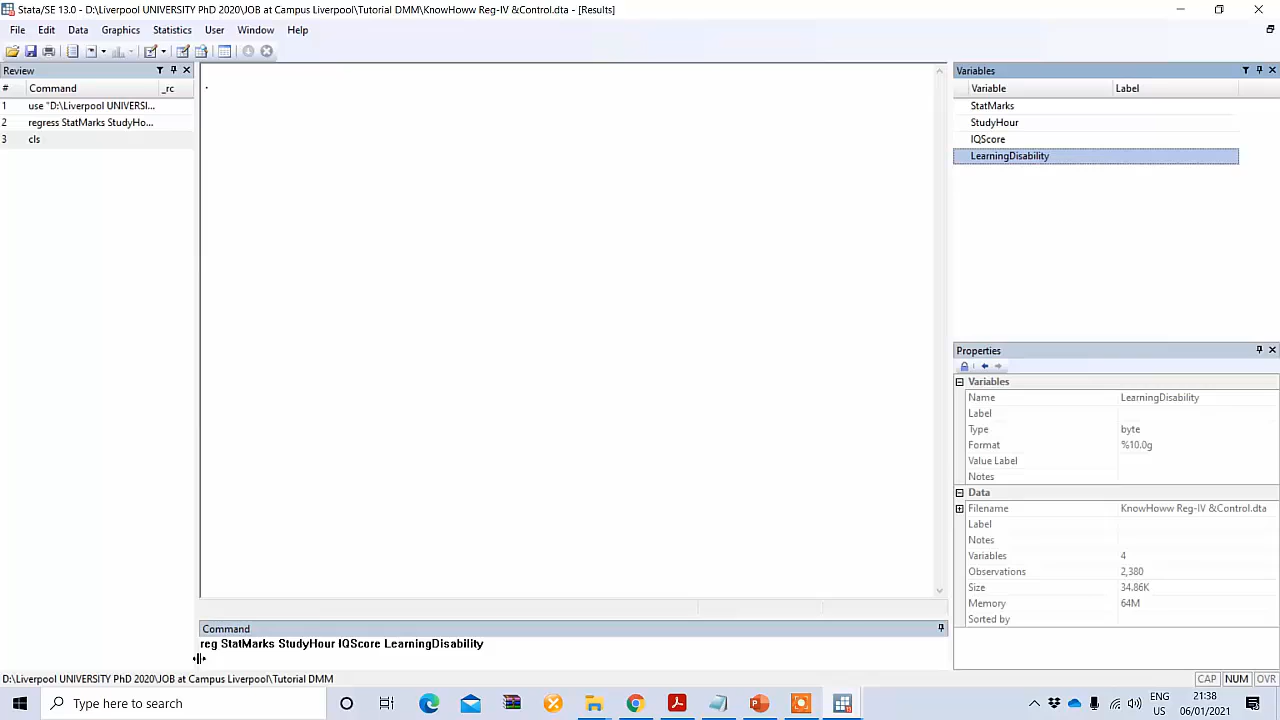 Stata/SE 13.0 - D:\Liverpool UNIVERSITY PhD 2020\JOB at Campus Liverpool\Tutorial DMM\KnowHoww Reg-IV &Control.dta - [Results]
File Edit Data Graphics Statistics User Window Help
Review
# Command _rc
1 use "D:\Liverpool UNIVERSI...
2 regress StatMarks StudyHo...
3 cls
.
Variables
Variable Label
StatMarks
StudyHour
IQScore
LearningDisability
Properties
Variables
Name LearningDisability
Label
Type byte
Format %10.0g
Value Label
Notes
Data
Filename KnowHoww Reg-IV &Control.dta
Label
Notes
Variables 4
Observations 2,380
Size 34.86K
Memory 64M
Sorted by
Command
reg StatMarks StudyHour IQScore LearningDisability
D:\Liverpool UNIVERSITY PhD 2020\JOB at Campus Liverpool\Tutorial DMM
CAP NUM OVR
Type here to search
ENG
US
21:38
06/01/2021